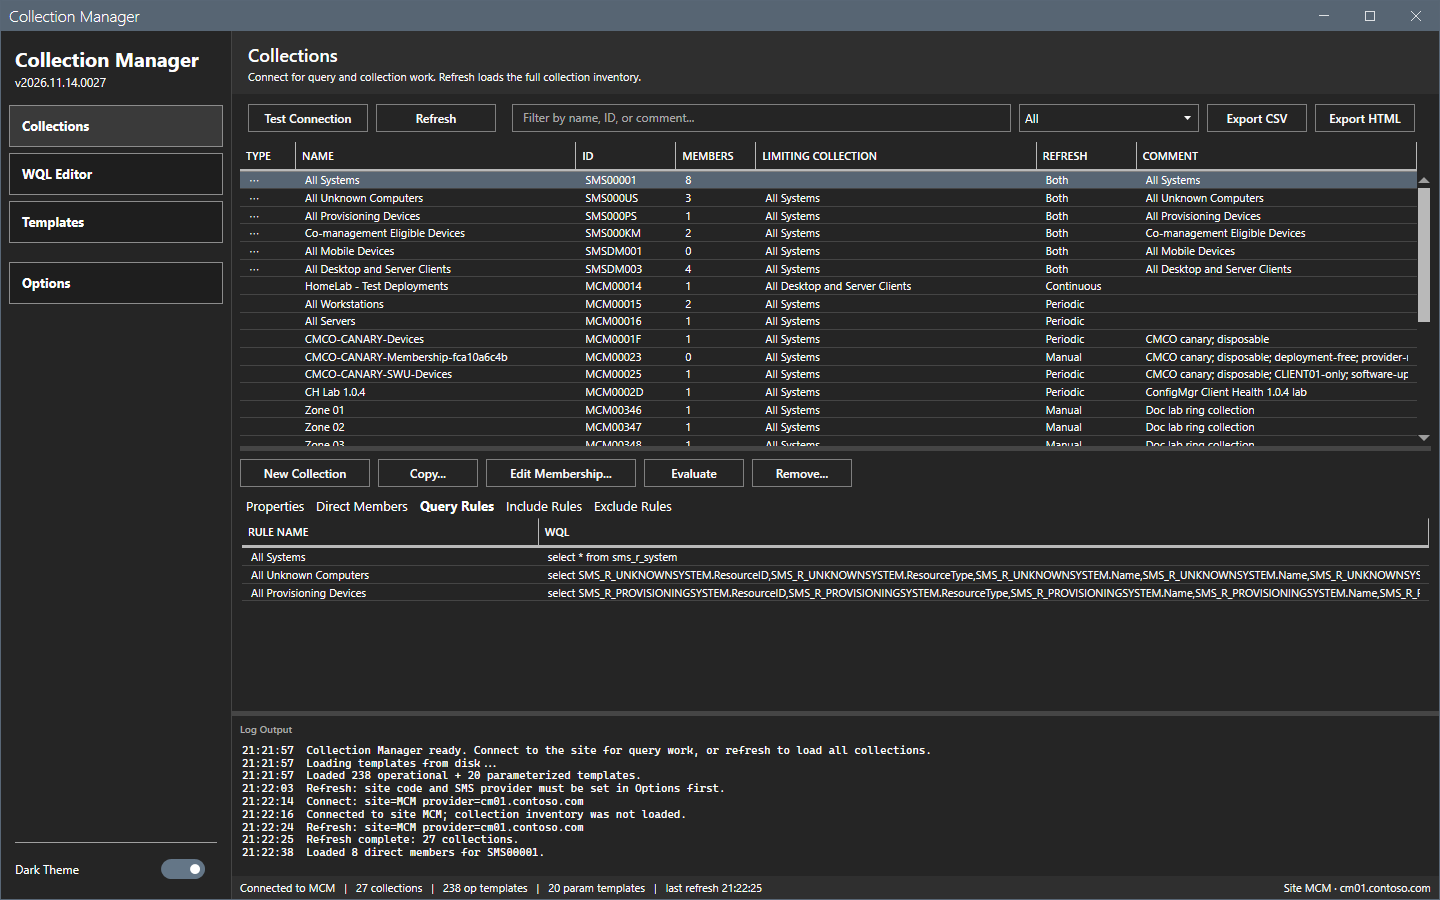 Collection Manager
Collection Manager
v2026.11.14.0027
Collections
WQL Editor
Templates
Options
Dark Theme
Collections
Connect for query and collection work. Refresh loads the full collection inventory.
Test Connection Refresh Filter by name, ID, or comment... All Export CSV Export HTML
TYPE NAME ID MEMBERS LIMITING COLLECTION REFRESH COMMENT
... All Systems SMS00001 8 Both All Systems
... All Unknown Computers SMS000US 3 All Systems Both All Unknown Computers
... All Provisioning Devices SMS000PS 1 All Systems Both All Provisioning Devices
... Co-management Eligible Devices SMS000KM 2 All Systems Both Co-management Eligible Devices
... All Mobile Devices SMSDM001 0 All Systems Both All Mobile Devices
... All Desktop and Server Clients SMSDM003 4 All Systems Both All Desktop and Server Clients
HomeLab - Test Deployments MCM00014 1 All Desktop and Server Clients Continuous
All Workstations MCM00015 2 All Systems Periodic
All Servers MCM00016 1 All Systems Periodic
CMCO-CANARY-Devices MCM0001F 1 All Systems Periodic CMCO canary; disposable
CMCO-CANARY-Membership-fca10a6c4b MCM00023 0 All Systems Manual CMCO canary; disposable; deployment-free; provider-
CMCO-CANARY-SWU-Devices MCM00025 1 All Systems Periodic CMCO canary; disposable; CLIENT01-only; software-up
CH Lab 1.0.4 MCM0002D 1 All Systems Periodic ConfigMgr Client Health 1.0.4 lab
Zone 01 MCM00346 1 All Systems Manual Doc lab ring collection
Zone 02 MCM00347 1 All Systems Manual Doc lab ring collection
Zone 03 MCM00348 1 All Systems Manual Doc lab ring collection
New Collection Copy... Edit Membership... Evaluate Remove...
Properties Direct Members Query Rules Include Rules Exclude Rules
RULE NAME WQL
All Systems select * from sms_r_system
All Unknown Computers select SMS_R_UNKNOWNSYSTEM.ResourceID,SMS_R_UNKNOWNSYSTEM.ResourceType,SMS_R_UNKNOWNSYSTEM.Name,SMS_R_UNKNOWNSYSTEM.Name,SMS_R_UNKNOWNSYS
All Provisioning Devices select SMS_R_PROVISIONINGSYSTEM.ResourceID,SMS_R_PROVISIONINGSYSTEM.ResourceType,SMS_R_PROVISIONINGSYSTEM.Name,SMS_R_PROVISIONINGSYSTEM.Name,SMS_R_F
Log Output
21:21:57 Collection Manager ready. Connect to the site for query work, or refresh to load all collections.
21:21:57 Loading templates from disk...
21:21:57 Loaded 238 operational + 20 parameterized templates.
21:22:03 Refresh: site code and SMS provider must be set in Options first.
21:22:14 Connect: site=MCM provider=cm01.contoso.com
21:22:16 Connected to site MCM; collection inventory was not loaded.
21:22:24 Refresh: site=MCM provider=cm01.contoso.com
21:22:25 Refresh complete: 27 collections.
21:22:38 Loaded 8 direct members for SMS00001.
Connected to MCM | 27 collections | 238 op templates | 20 param templates | last refresh 21:22:25 Site MCM · cm01.contoso.com